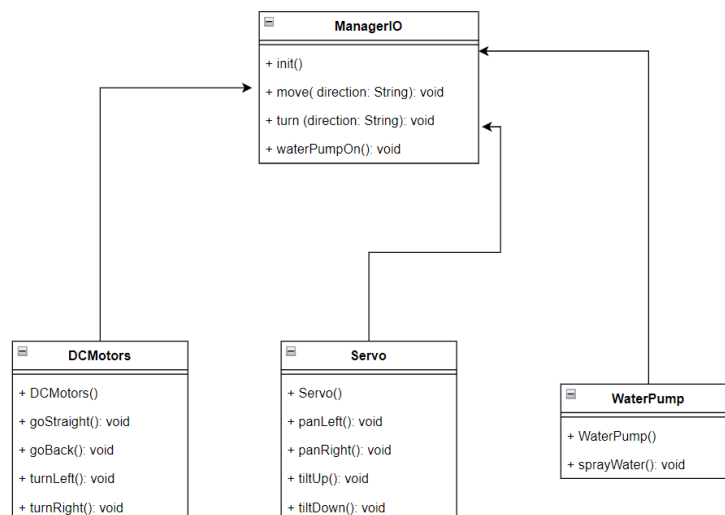 ManagerIO
+ init()
+ move( direction: String): void
+ turn (direction: String): void
+ waterPumpOn(): void
DCMotors
+ DCMotors()
+ goStraight(): void
+ goBack(): void
+ turnLeft(): void
+ turnRight(): void
Servo
+ Servo()
+ panLeft(): void
+ panRight(): void
+ tiltUp(): void
+ tiltDown(): void
WaterPump
+ WaterPump()
+ sprayWater(): void